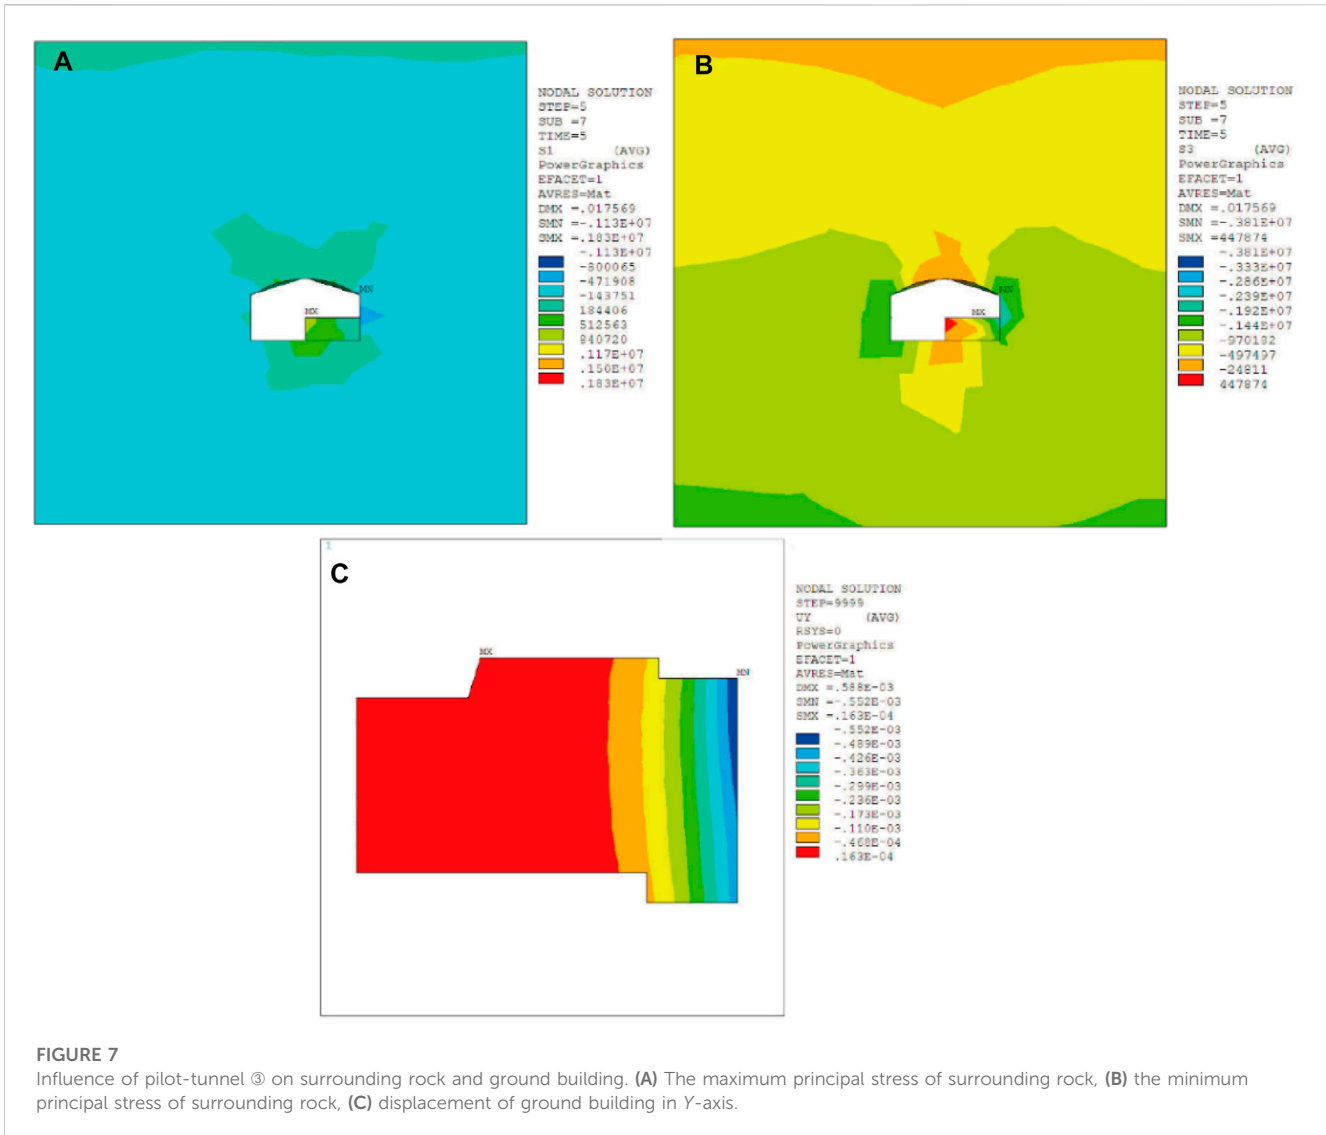 A
NODAL SOLUTION
STEP=5
SUB =7
TIME=5
S1 (AVG)
PowerGraphics
EFACET=1
AVRES=Mat
DMX =.017569
SMN =-.113E+07
SMX =.183E+07
-.113E+07
-800065
-471908
-143751
184406
512563
840720
.117E+07
.150E+07
.183E+07
MN
MX
B
NODAL SOLUTION
STEP=5
SUB =7
TIME=5
S3 (AVG)
PowerGraphics
EFACET=1
AVRES=Mat
DMX =.017569
SMN =-.381E+07
SMX =447874
-.381E+07
-.333E+07
-.286E+07
-.239E+07
-.192E+07
-.144E+07
-970182
-497497
-24811
447874
MN
MX
1
C
NODAL SOLUTION
STEP=9999
UY (AVG)
RSYS=0
PowerGraphics
EFACET=1
AVRES=Mat
DMX =.588E-03
SMN =-.552E-03
SMX =.163E-04
-.552E-03
-.489E-03
-.426E-03
-.363E-03
-.299E-03
-.236E-03
-.173E-03
-.110E-03
-.468E-04
.163E-04
MX
MN
FIGURE 7
Influence of pilot-tunnel ③ on surrounding rock and ground building. (A) The maximum principal stress of surrounding rock, (B) the minimum
principal stress of surrounding rock, (C) displacement of ground building in Y-axis.